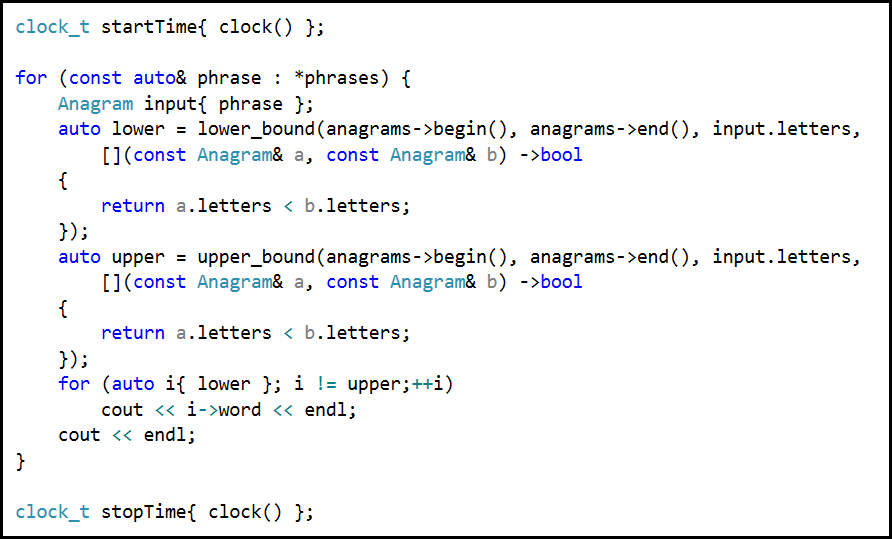 clock_t startTime{ clock() };
for (const auto& phrase : *phrases) {
    Anagram input{ phrase };
    auto lower = lower_bound(anagrams->begin(), anagrams->end(), input.letters,
        [](const Anagram& a, const Anagram& b) ->bool
    {
        return a.letters < b.letters;
    });
    auto upper = upper_bound(anagrams->begin(), anagrams->end(), input.letters,
        [](const Anagram& a, const Anagram& b) ->bool
    {
        return a.letters < b.letters;
    });
    for (auto i{ lower }; i != upper;++i)
        cout << i->word << endl;
    cout << endl;
}
clock_t stopTime{ clock() };